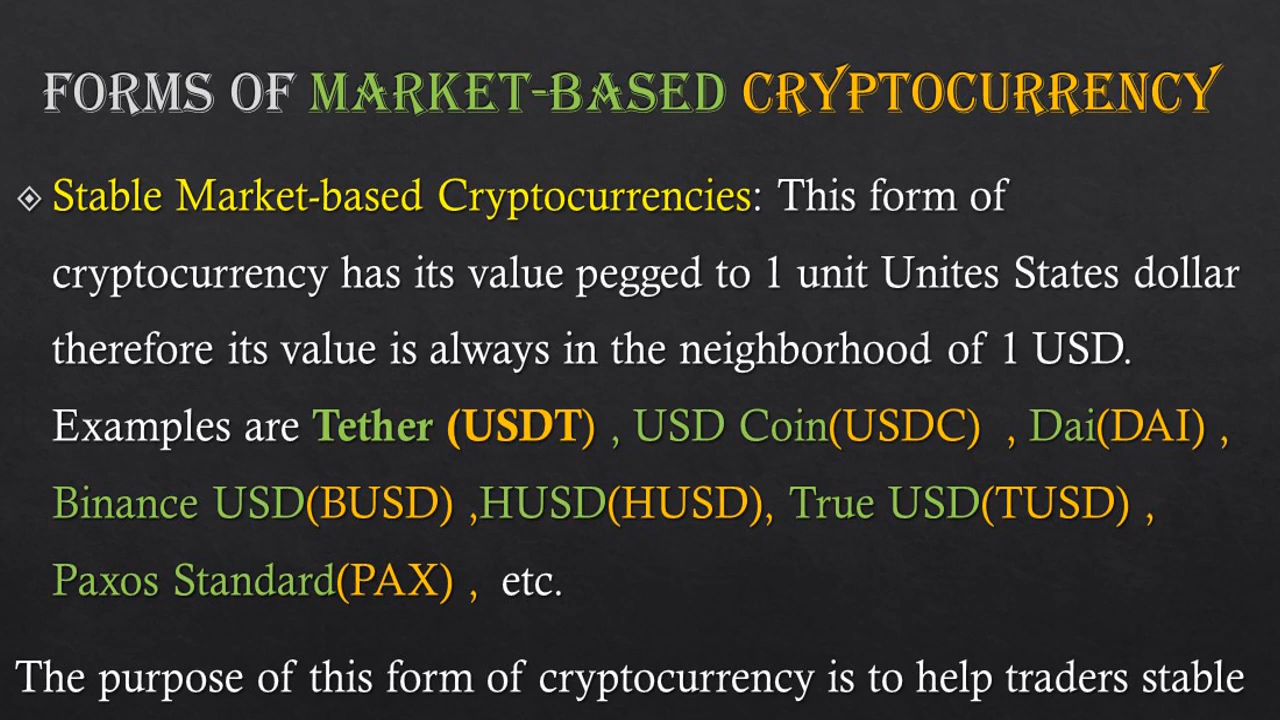 FORMS OF MARKET-BASED CRYPTOCURRENCY
Stable Market-based Cryptocurrencies: This form of
cryptocurrency has its value pegged to 1 unit Unites States dollar
therefore its value is always in the neighborhood of 1 USD.
Examples are Tether (USDT) , USD Coin(USDC) , Dai(DAI) ,
Binance USD(BUSD) ,HUSD(HUSD), True USD(TUSD) ,
Paxos Standard(PAX) , etc.
The purpose of this form of cryptocurrency is to help traders stable